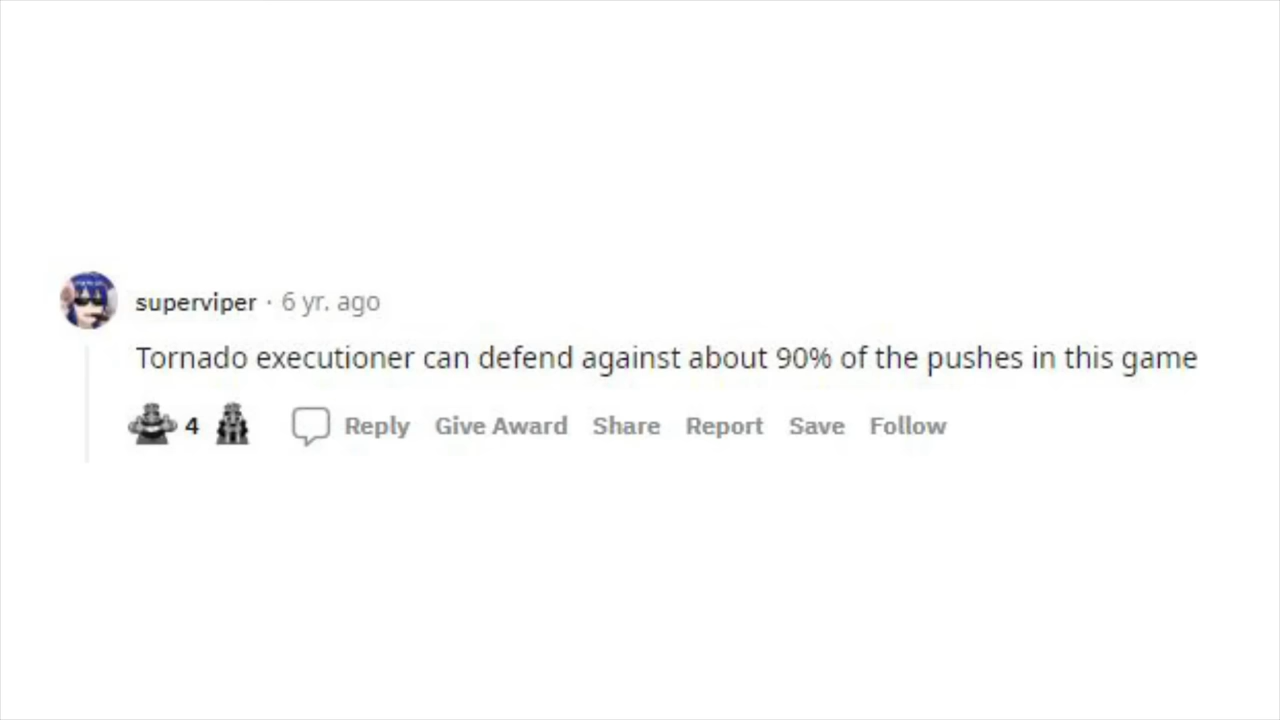 superviper · 6 yr. ago
Tornado executioner can defend against about 90% of the pushes in this game
4 Reply Give Award Share Report Save Follow